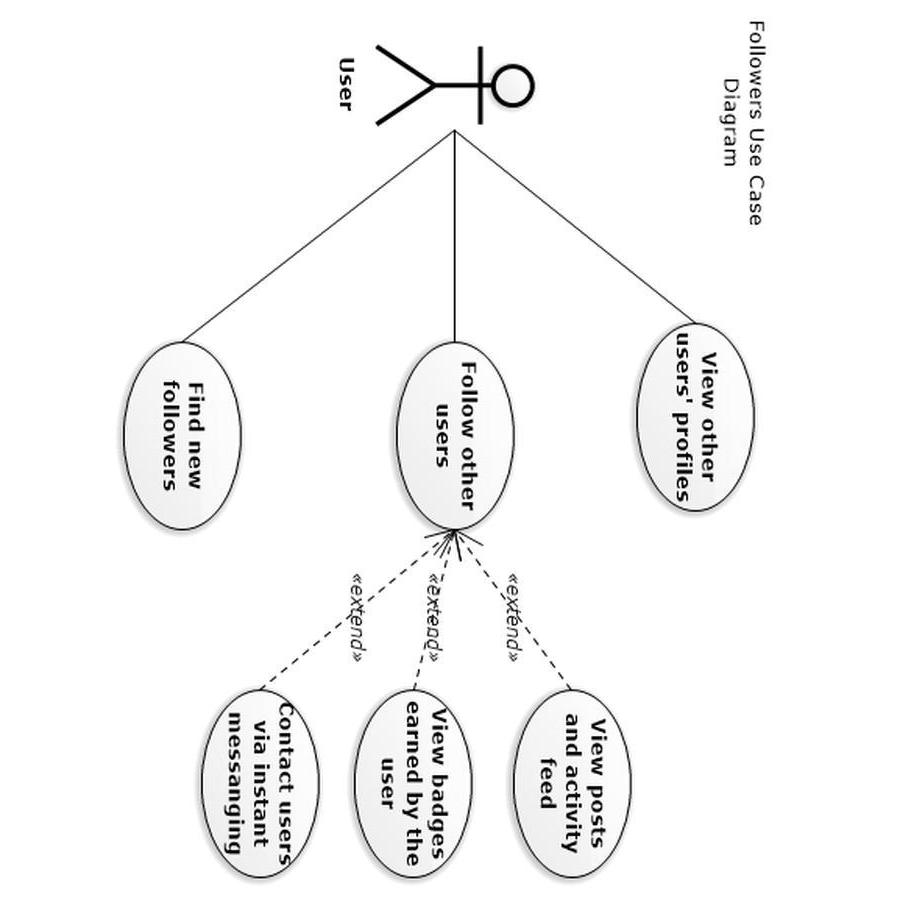 Followers Use Case
Diagram
User
View other
users' profiles
Follow other
users
Find new
followers
«extend»
«extend»
«extend»
View posts
and activity
feed
View badges
earned by the
user
Contact users
via instant
messanging